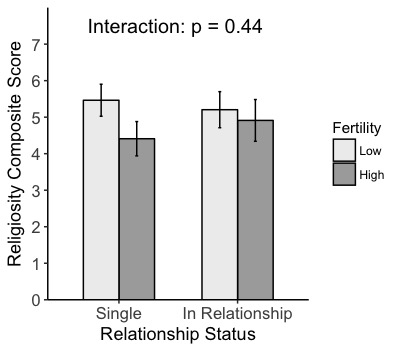 Interaction: p = 0.44
Religiosity Composite Score
7
6
5
4
3
2
1
0
Single
In Relationship
Relationship Status
Fertility
Low
High